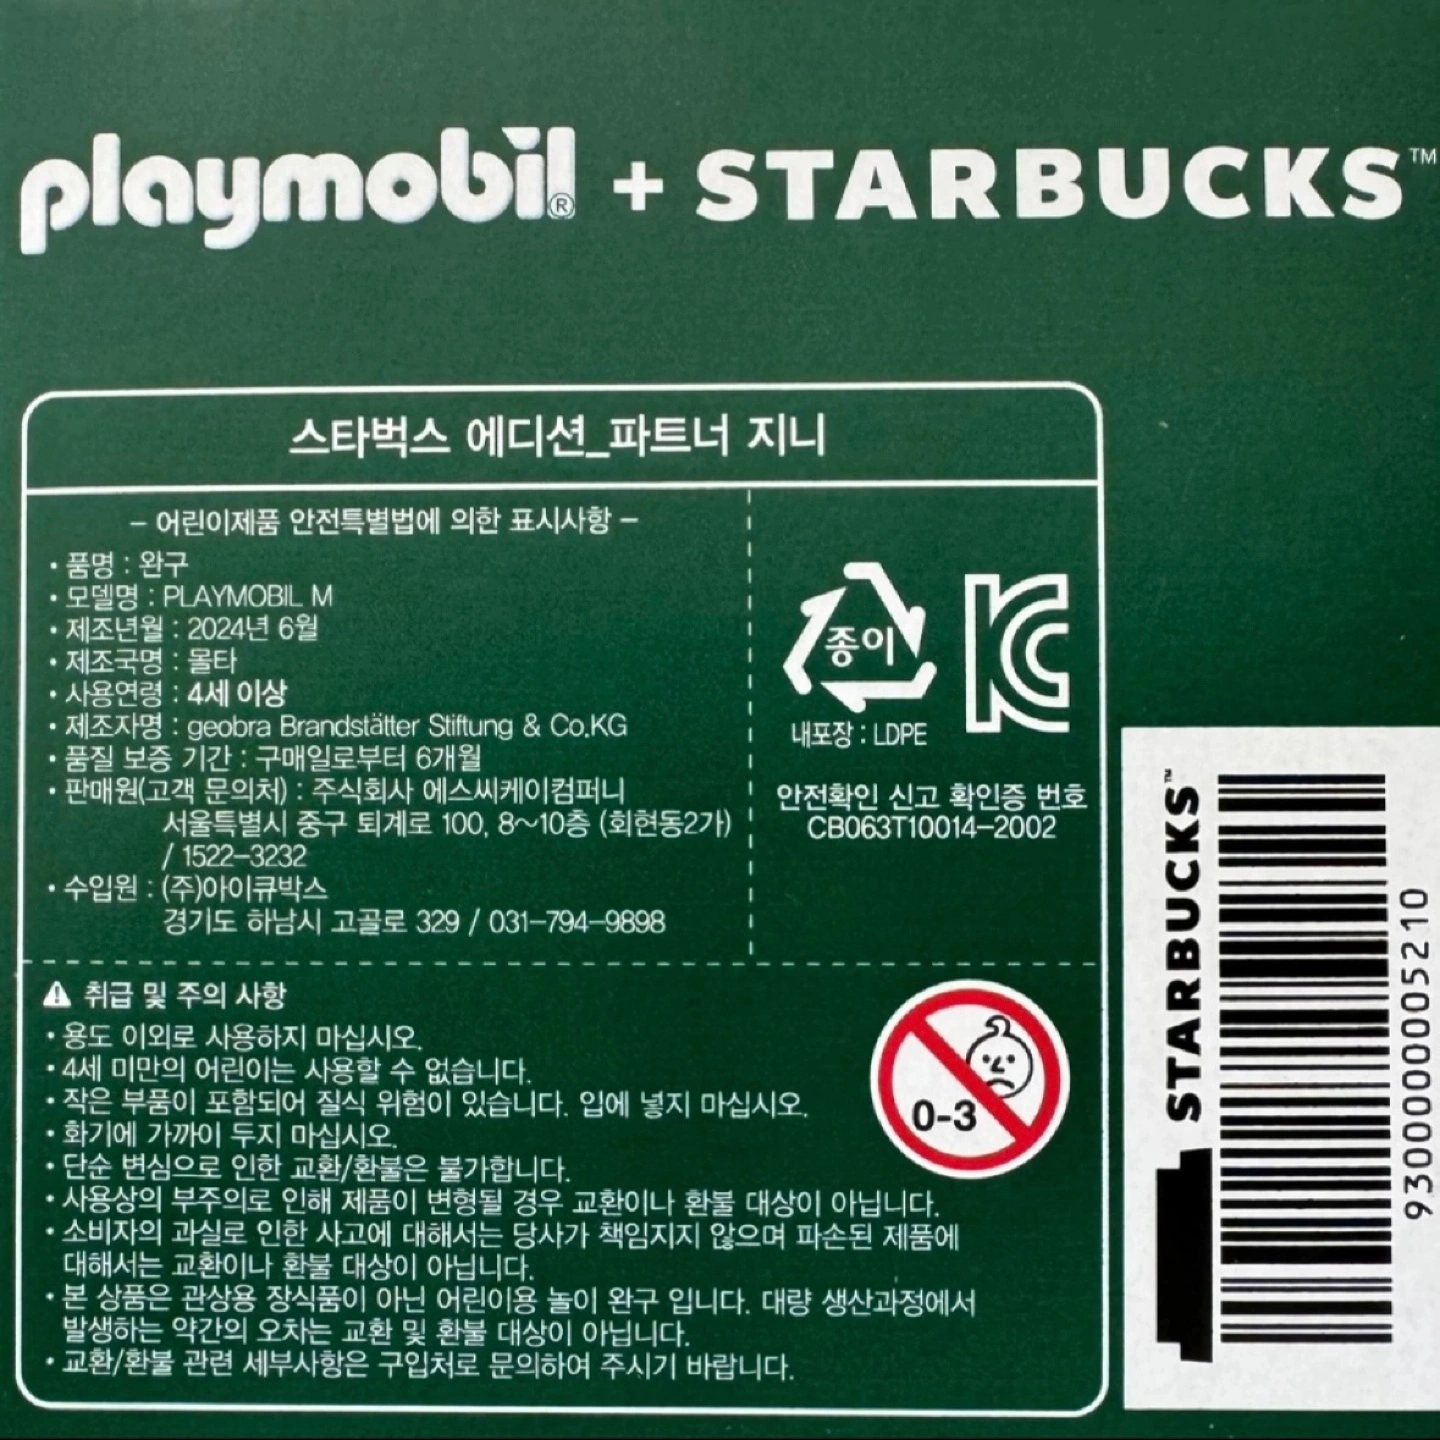 playmobil® + STARBUCKS™
스타벅스 에디션_파트너 지니
– 어린이제품 안전특별법에 의한 표시사항 –
• 품명 : 완구
• 모델명 : PLAYMOBIL M
• 제조년월 : 2024년 6월
• 제조국명 : 몰타
• 사용연령 : 4세 이상
• 제조자명 : geobra Brandstätter Stiftung & Co.KG
• 품질 보증 기간 : 구매일로부터 6개월
• 판매원(고객 문의처) : 주식회사 에스씨케이컴퍼니
서울특별시 중구 퇴계로 100, 8~10층 (회현동2가)
/ 1522-3232
• 수입원 : (주)아이큐박스
경기도 하남시 고골로 329 / 031-794-9898
종이
내포장 : LDPE
안전확인 신고 확인증 번호
CB063T10014-2002
⚠ 취급 및 주의 사항
• 용도 이외로 사용하지 마십시오.
• 4세 미만의 어린이는 사용할 수 없습니다.
• 작은 부품이 포함되어 질식 위험이 있습니다. 입에 넣지 마십시오.
• 화기에 가까이 두지 마십시오.
• 단순 변심으로 인한 교환/환불은 불가합니다.
• 사용상의 부주의로 인해 제품이 변형될 경우 교환이나 환불 대상이 아닙니다.
• 소비자의 과실로 인한 사고에 대해서는 당사가 책임지지 않으며 파손된 제품에
대해서는 교환이나 환불 대상이 아닙니다.
• 본 상품은 관상용 장식품이 아닌 어린이용 놀이 완구 입니다. 대량 생산과정에서
발생하는 약간의 오차는 교환 및 환불 대상이 아닙니다.
• 교환/환불 관련 세부사항은 구입처로 문의하여 주시기 바랍니다.
0-3
STARBUCKS™
9300000005210